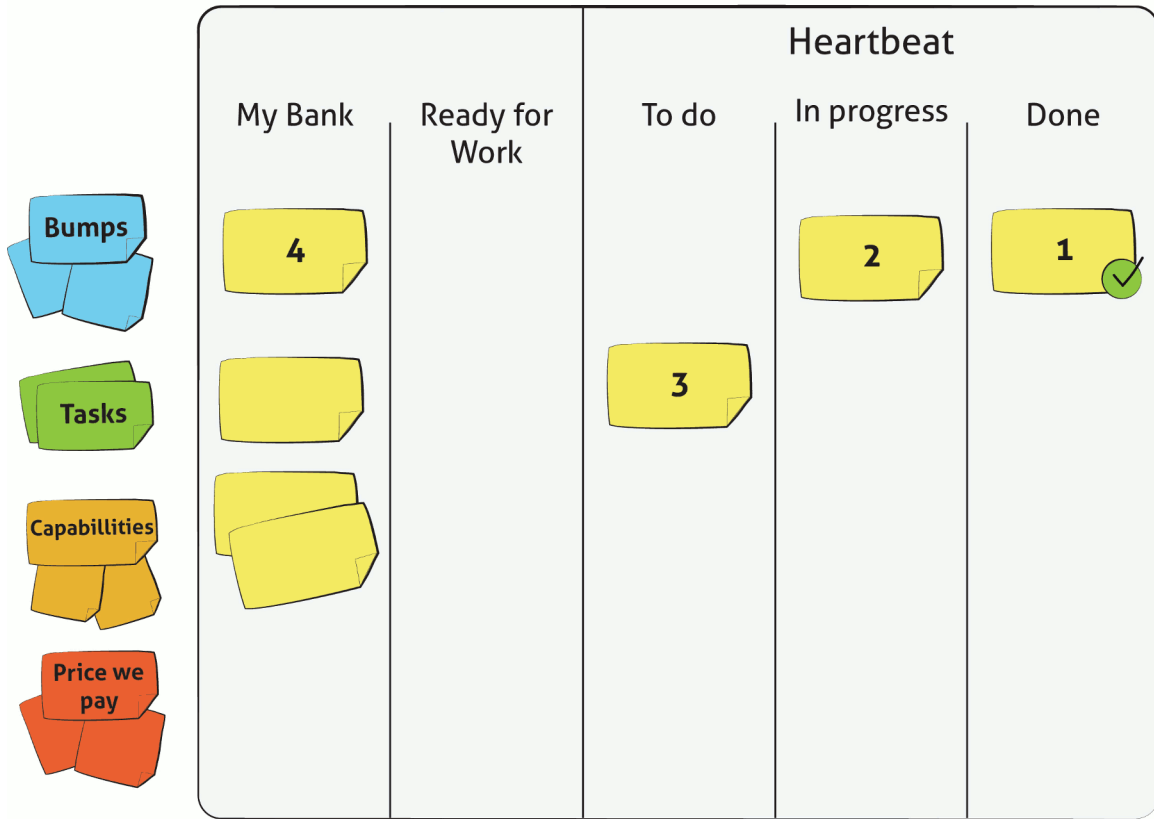 Heartbeat
My Bank
Ready for
Work
To do
In progress
Done
Bumps
4
2
1
Tasks
3
Capabillities
Price we
pay